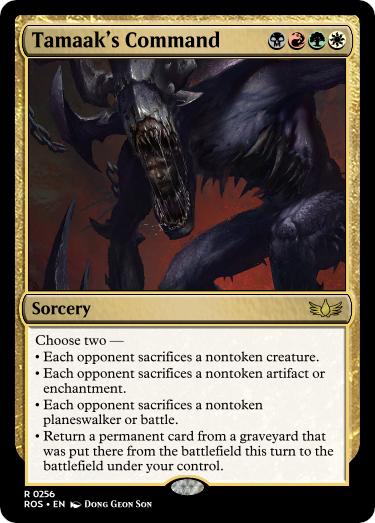 Tamaak's Command
Sorcery
Choose two —
• Each opponent sacrifices a nontoken creature.
• Each opponent sacrifices a nontoken artifact or
enchantment.
• Each opponent sacrifices a nontoken
planeswalker or battle.
• Return a permanent card from a graveyard that
was put there from the battlefield this turn to the
battlefield under your control.
R 0256
ROS • EN Dong Geon Son